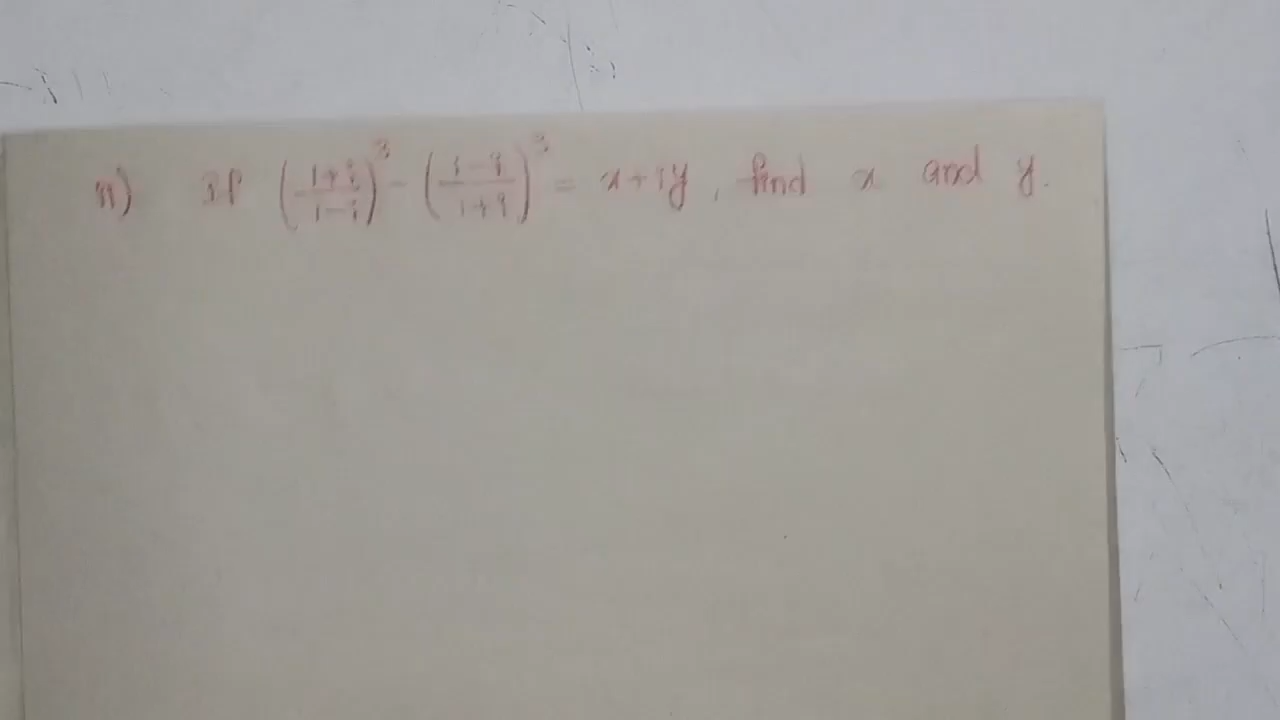 11) If (1+i/1-i)^3 - (1-i/1+i)^3 = x+iy, find x and y.